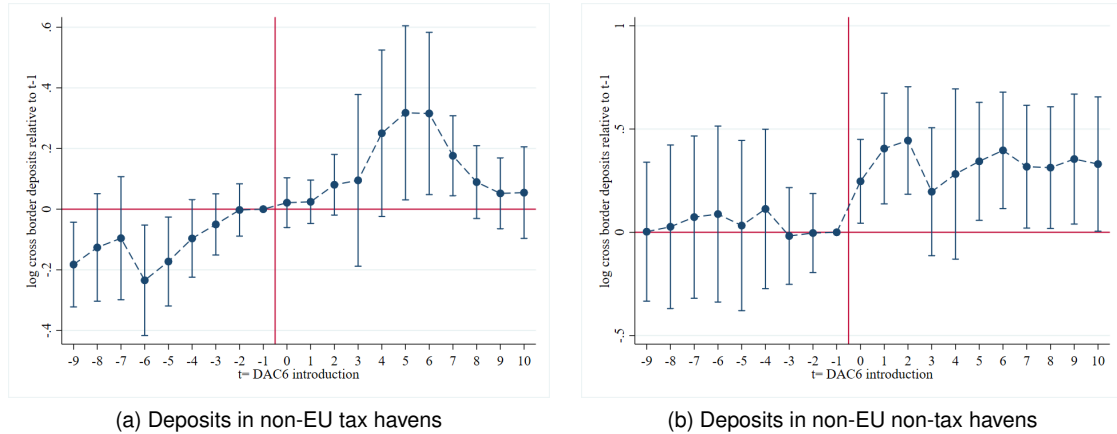 log cross border deposits relative to t-1
.6
.4
.2
0
-.2
-.4
-9 -8 -7 -6 -5 -4 -3 -2 -1 0 1 2 3 4 5 6 7 8 9 10
t= DAC6 introduction
(a) Deposits in non-EU tax havens
log cross border deposits relative to t-1
1
.5
0
-.5
-9 -8 -7 -6 -5 -4 -3 -2 -1 0 1 2 3 4 5 6 7 8 9 10
t= DAC6 introduction
(b) Deposits in non-EU non-tax havens